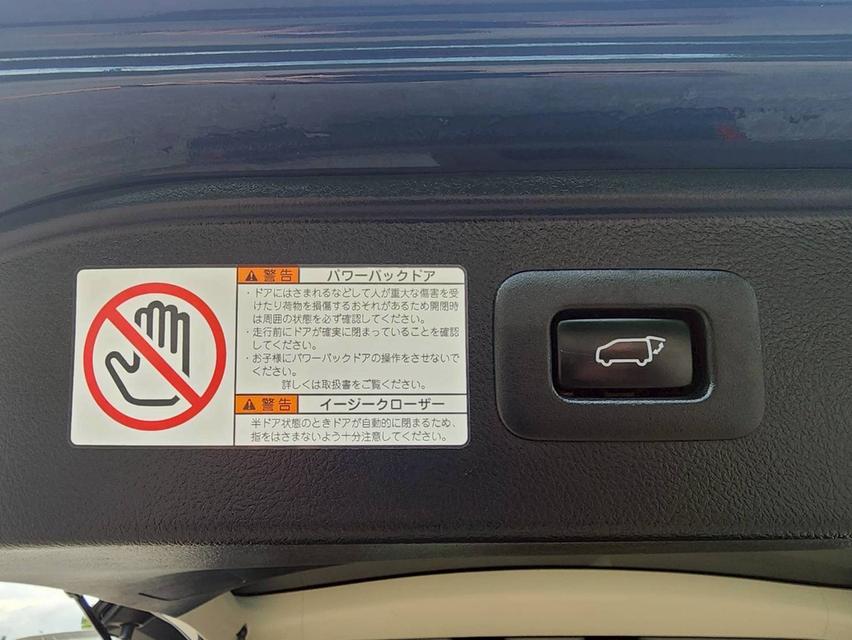 警告 パワーバックドア
・ドアにはさまれるなどして人が重大な傷害を受
けたり荷物を損傷するおそれがあるため開閉時
は周囲の状態を必ず確認してください。
・走行前にドアが確実に閉まっていることを確認
してください。
・お子様にパワーバックドアの操作をさせないで
ください。
詳しくは取扱書をご覧ください。
警告 イージークローザー
半ドア状態のときドアが自動的に閉まるため、
指をはさまないよう十分注意してください。